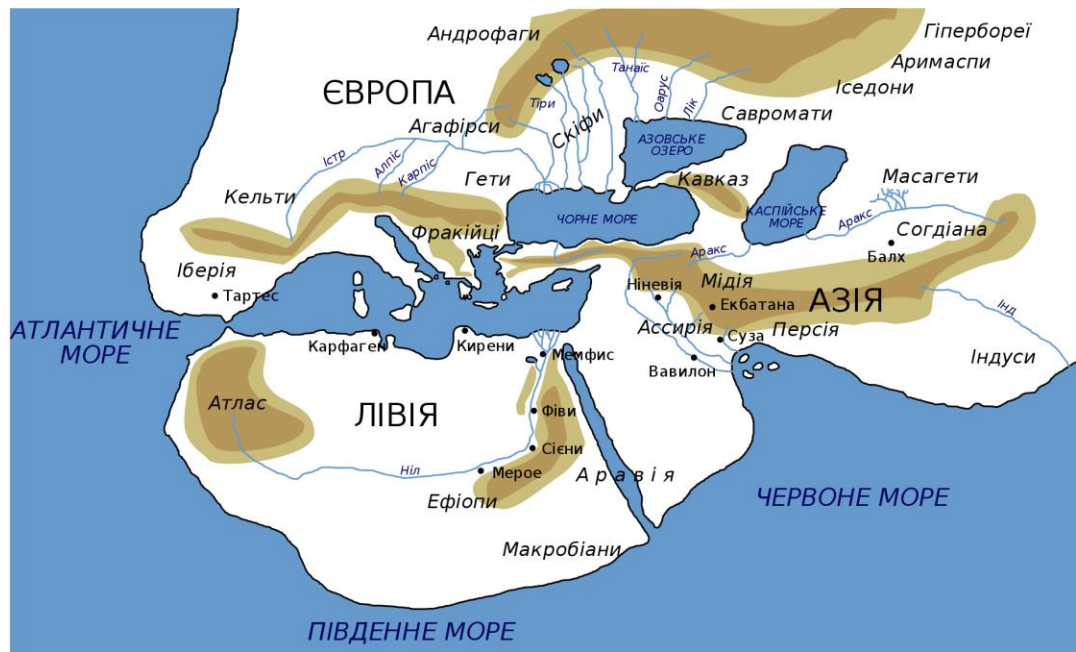 Андрофаги
Гіпербореї
Аримаспи
Іседони
Танаїс
Оарус
Лік
ЄВРОПА
Тіри
Скіфи
Савромати
Агафірси
АЗОВСЬКЕ
ОЗЕРО
Істр
Алпіс
Карпіс
Гети
Кавказ
Масагети
Кельти
ЧОРНЕ МОРЕ
КАСПІЙСЬКЕ
МОРЕ
Аракс
Согдіана
Фракійці
Аракс
Балх
Іберія
Тартес
Ніневія
Мідія
Екбатана
АЗІЯ
Інд
АТЛАНТИЧНЕ
МОРЕ
Карфаген
Кирени
Ассирія
Суза
Персія
Мемфис
Вавилон
Індуси
Атлас
ЛІВІЯ
Фіви
Сієни
Ніл
Мерое
Аравія
Ефіопи
ЧЕРВОНЕ МОРЕ
Макробіани
ПІВДЕННЕ МОРЕ